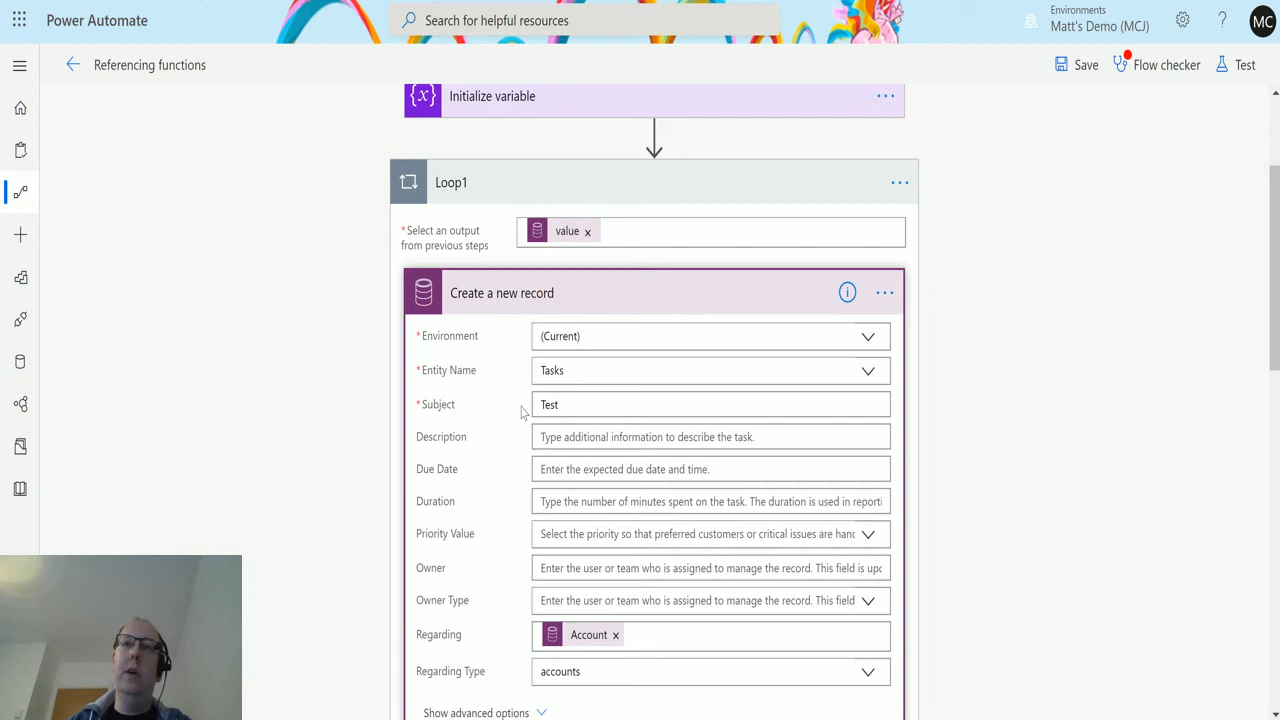 Power Automate
Search for helpful resources
Environments
Matt's Demo (MCJ)
?
MC
Referencing functions
Save
Flow checker
Test
{x}
Initialize variable
...
Loop1
...
*Select an output
from previous steps
value x
Create a new record
i
...
*Environment
(Current)
*Entity Name
Tasks
*Subject
Test
Description
Type additional information to describe the task.
Due Date
Enter the expected due date and time.
Duration
Type the number of minutes spent on the task. The duration is used in reporti
Priority Value
Select the priority so that preferred customers or critical issues are hanc
Owner
Enter the user or team who is assigned to manage the record. This field is upc
Owner Type
Enter the user or team who is assigned to manage the record. This field
Regarding
Account x
Regarding Type
accounts
Show advanced options